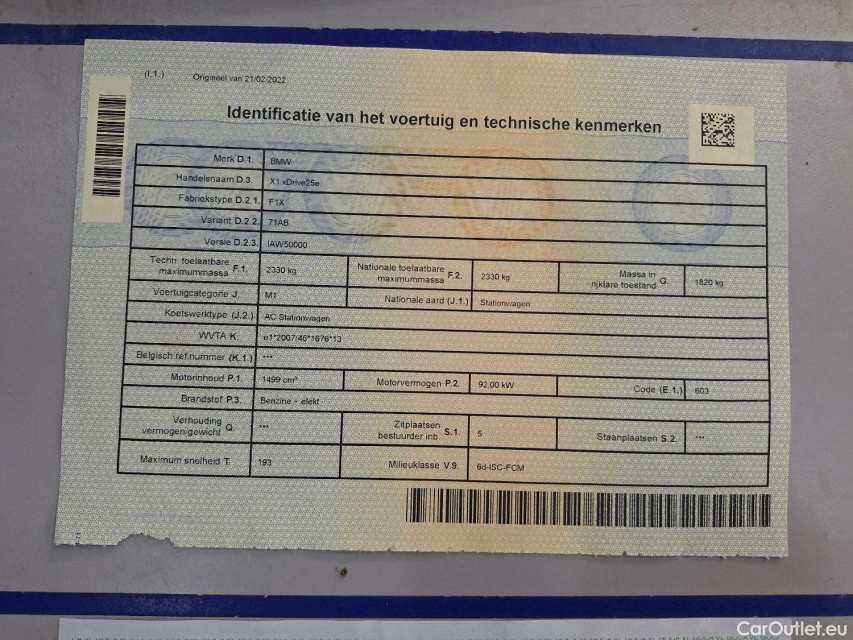 (I.1.) Origineel van 21/02/2022
Identificatie van het voertuig en technische kenmerken
Merk D.1. BMW
Handelsnaam D.3. X1 xDrive25e
Fabriekstype D.2.1. F1X
Variant D.2.2. 71AB
Versie D.2.3. IAW50000
Techn. toelaatbare maximummassa F.1. 2330 kg Nationale toelaatbare maximummassa F.2. 2330 kg Massa in rijklare toestand G. 1820 kg
Voertuigcategorie J. M1 Nationale aard (J.1.) Stationwagen
Koetswerktype (J.2.) AC Stationwagen
WVTA K. e1*2007/46*1676*13
Belgisch ref.nummer (K.1.) ***
Motorinhoud P.1. 1499 cm³ Motorvermogen P.2. 92,00 kW Code (E.1.) 603
Brandstof P.3. Benzine + elekt
Verhouding vermogen/gewicht Q. *** Zitplaatsen bestuurder inb. S.1. 5 Staanplaatsen S.2. ***
Maximum snelheid T. 193 Milieuklasse V.9. 6d-ISC-FCM
CarOutlet.eu